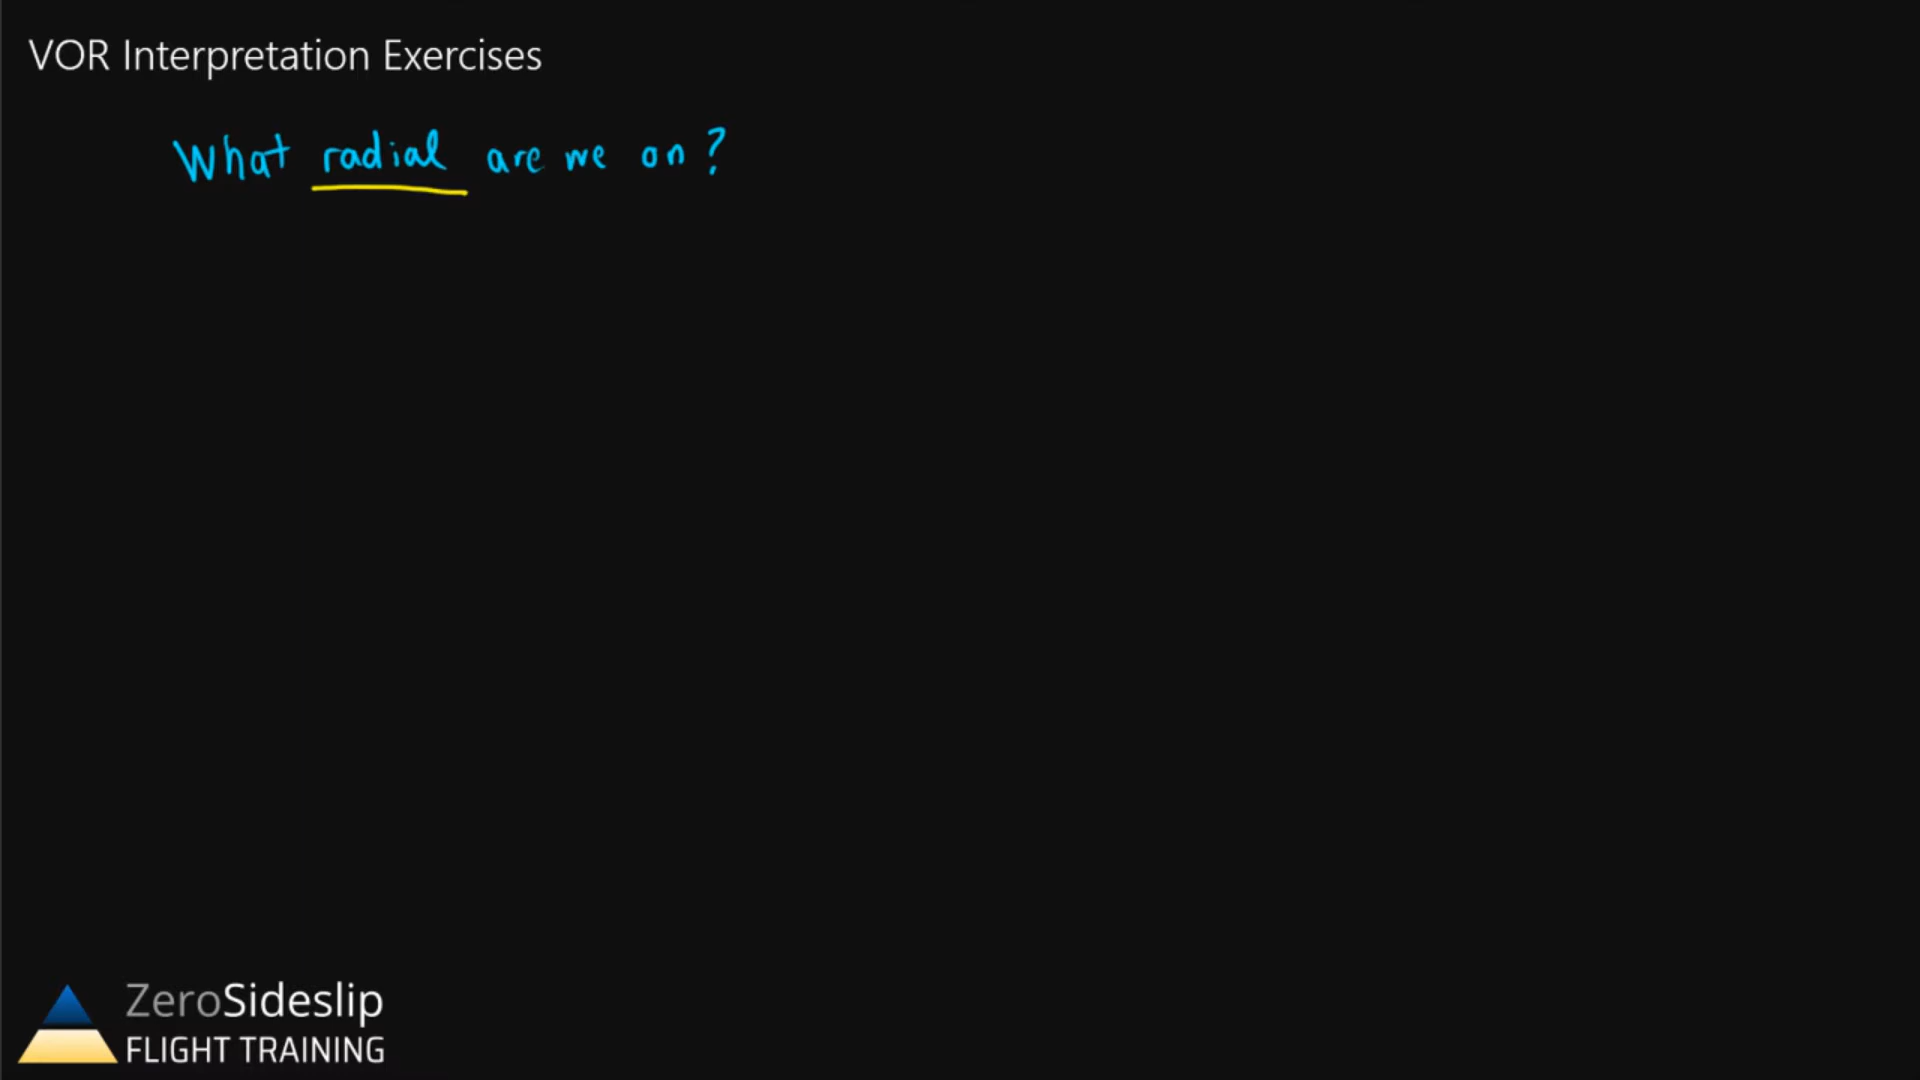 VOR Interpretation Exercises
What radial are we on?
ZeroSideslip
FLIGHT TRAINING